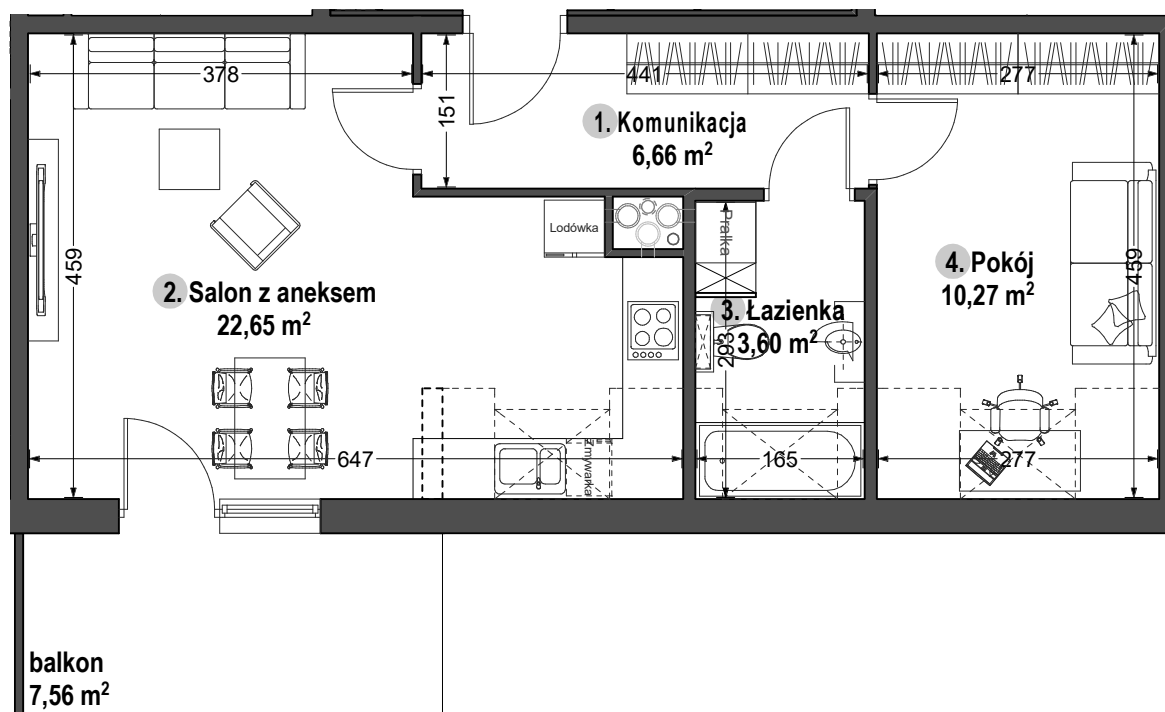 378
441
277
151
1. Komunikacja
6,66 m²
Lodówka
Pralka
459
2. Salon z aneksem
22,65 m²
3. Łazienka
3,60 m²
293
4. Pokój
10,27 m²
459
647
Zmywarka
165
277
balkon
7,56 m²